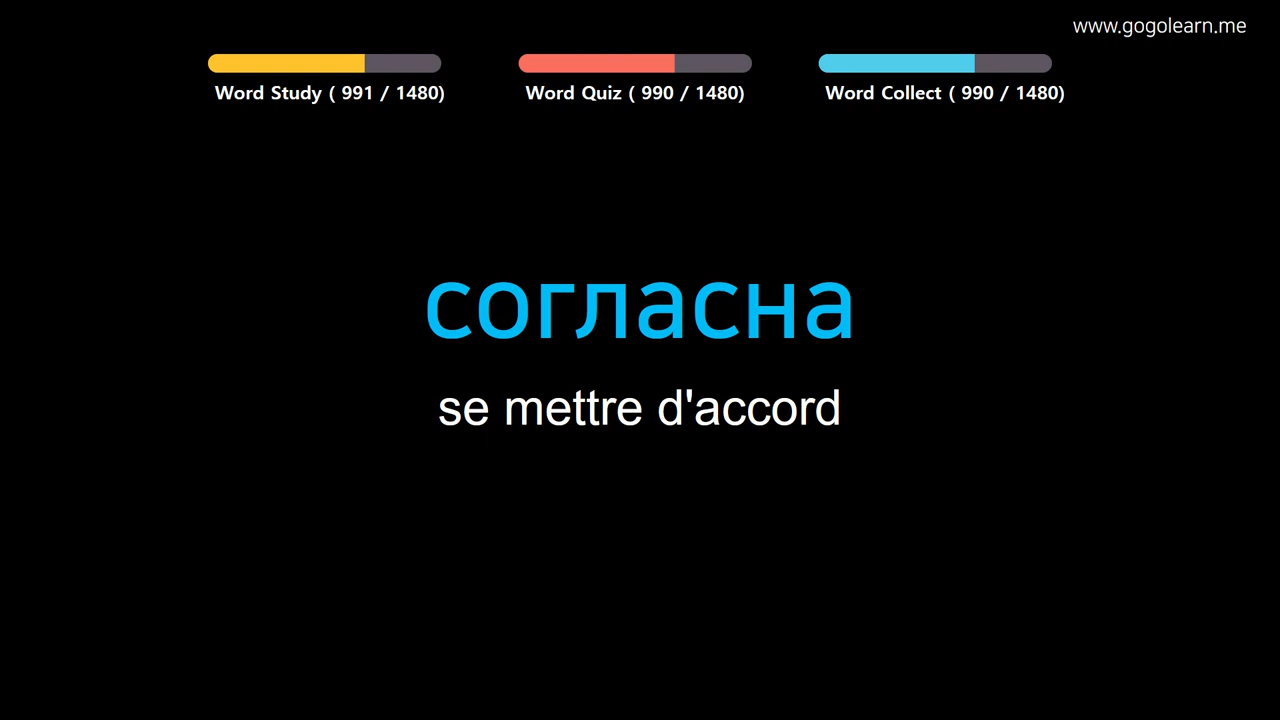 www.gogolearn.me
Word Study ( 991 / 1480)
Word Quiz ( 990 / 1480)
Word Collect ( 990 / 1480)
согласна
se mettre d'accord